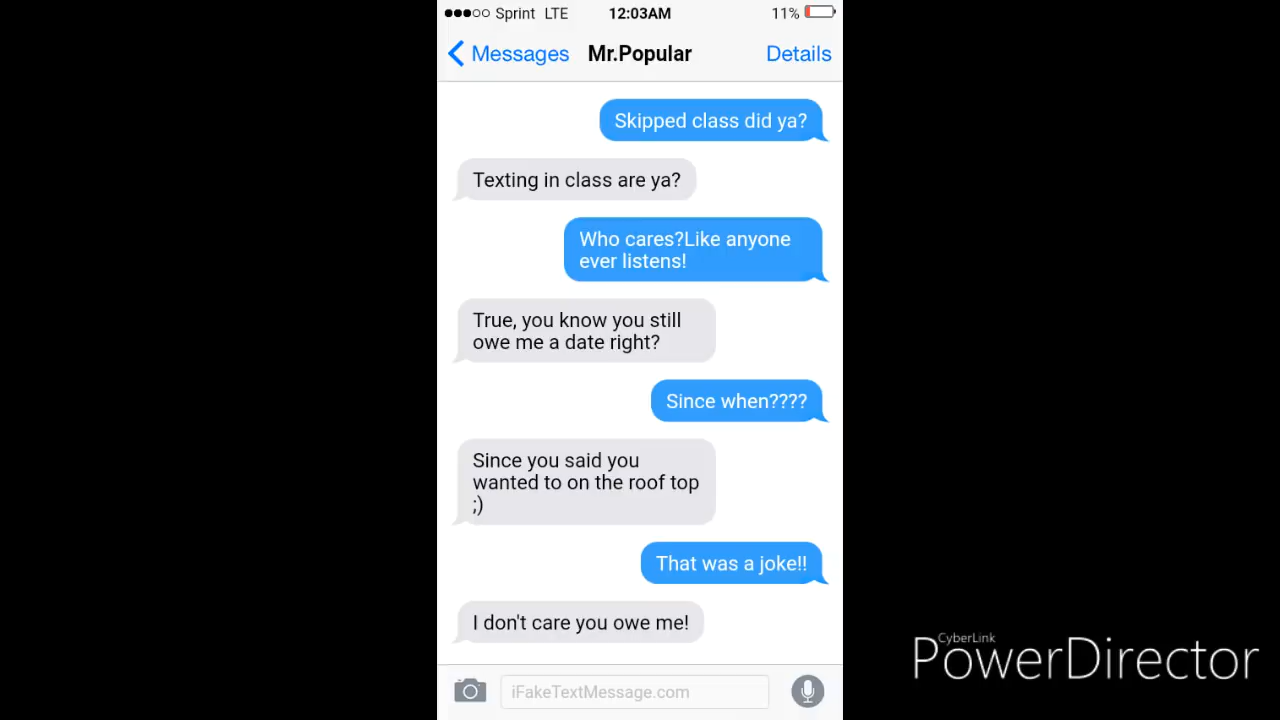 Sprint LTE 12:03AM 11%
Messages Mr.Popular Details
Skipped class did ya?
Texting in class are ya?
Who cares?Like anyone
ever listens!
True, you know you still
owe me a date right?
Since when????
Since you said you
wanted to on the roof top
;)
That was a joke!!
I don't care you owe me!
iFakeTextMessage.com
CyberLink
PowerDirector